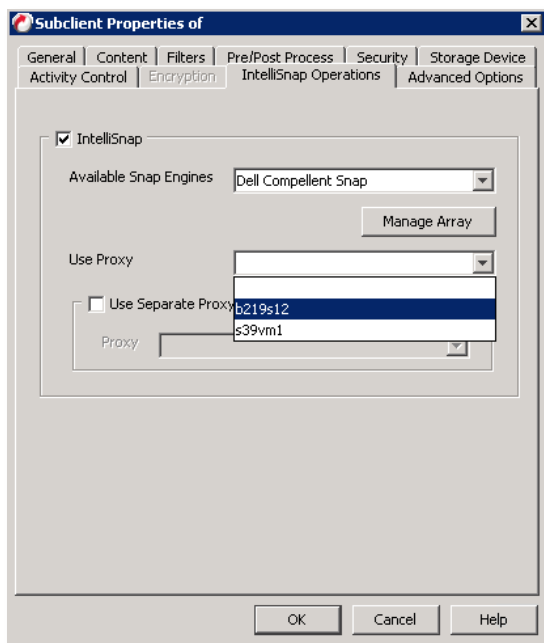 Subclient Properties of
General Content Filters Pre/Post Process Security Storage Device
Activity Control Encryption IntelliSnap Operations Advanced Options
IntelliSnap
Available Snap Engines Dell Compellent Snap
Manage Array
Use Proxy
Use Separate Proxy b219s12
Proxy s39vm1
OK Cancel Help